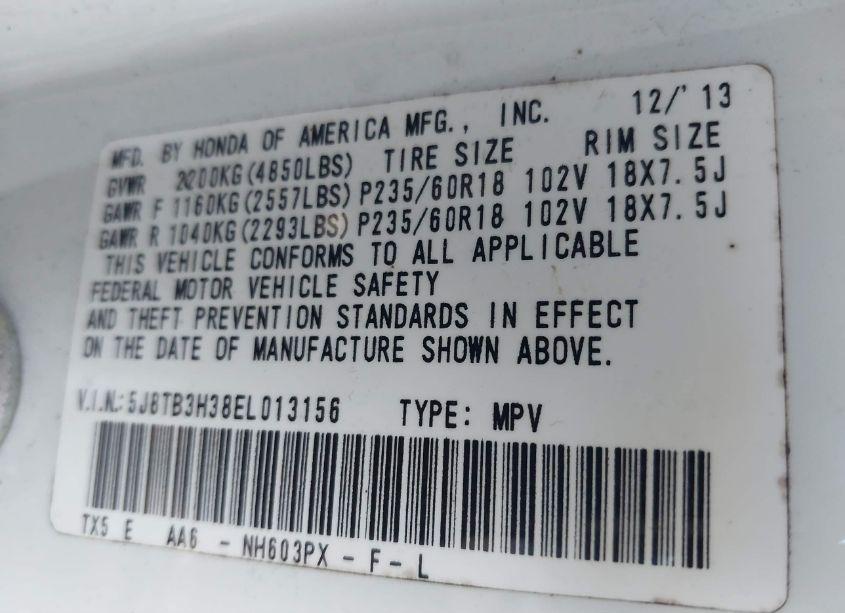 MFD. BY HONDA OF AMERICA MFG., INC. 12/'13
GVWR 2200KG(4850LBS) TIRE SIZE RIM SIZE
GAWR F 1160KG(2557LBS) P235/60R18 102V 18X7.5J
GAWR R 1040KG(2293LBS) P235/60R18 102V 18X7.5J
THIS VEHICLE CONFORMS TO ALL APPLICABLE
FEDERAL MOTOR VEHICLE SAFETY
AND THEFT PREVENTION STANDARDS IN EFFECT
ON THE DATE OF MANUFACTURE SHOWN ABOVE.
V.I.N.: 5J8TB3H38EL013156 TYPE: MPV
TX5 E AA6 - NH603PX - F - L